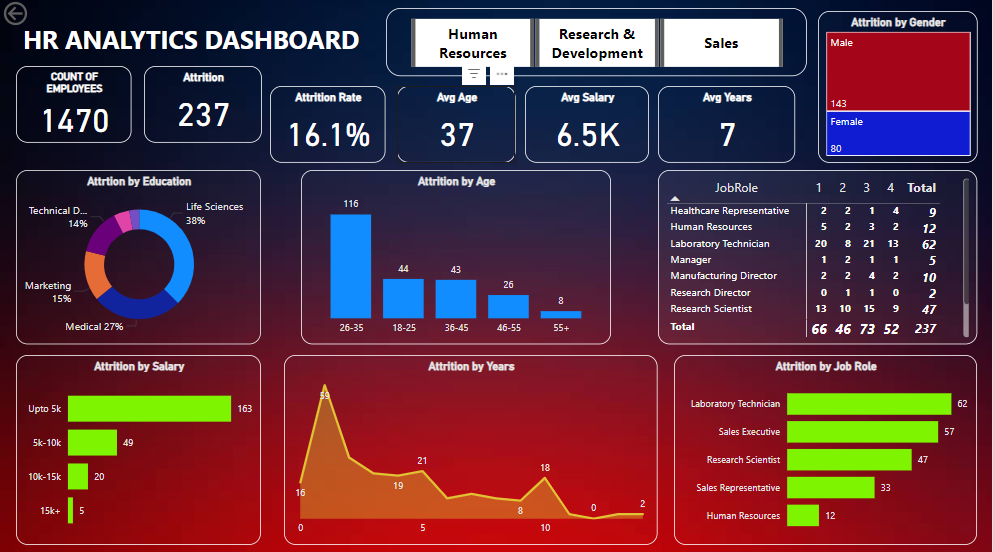 HR ANALYTICS DASHBOARD
Human
Resources
Research &
Development
Sales
Attrition by Gender
Male
143
Female
80
COUNT OF
EMPLOYEES
1470
Attrition
237
Attrition Rate
16.1%
Avg Age
37
Avg Salary
6.5K
Avg Years
7
Attrtion by Education
Life Sciences
38%
Technical D...
14%
Marketing
15%
Medical 27%
Attrition by Age
116
44
43
26
8
26-35 18-25 36-45 46-55 55+
JobRole 1 2 3 4 Total
Healthcare Representative 2 2 1 4 9
Human Resources 5 2 3 2 12
Laboratory Technician 20 8 21 13 62
Manager 1 2 1 1 5
Manufacturing Director 2 2 4 2 10
Research Director 0 1 1 0 2
Research Scientist 13 10 15 9 47
Total 66 46 73 52 237
Attrition by Salary
Upto 5k 163
5k-10k 49
10k-15k 20
15k+ 5
Attrition by Years
59
16
19
21
8
18
0
2
0 5 10
Attrition by Job Role
Laboratory Technician 62
Sales Executive 57
Research Scientist 47
Sales Representative 33
Human Resources 12